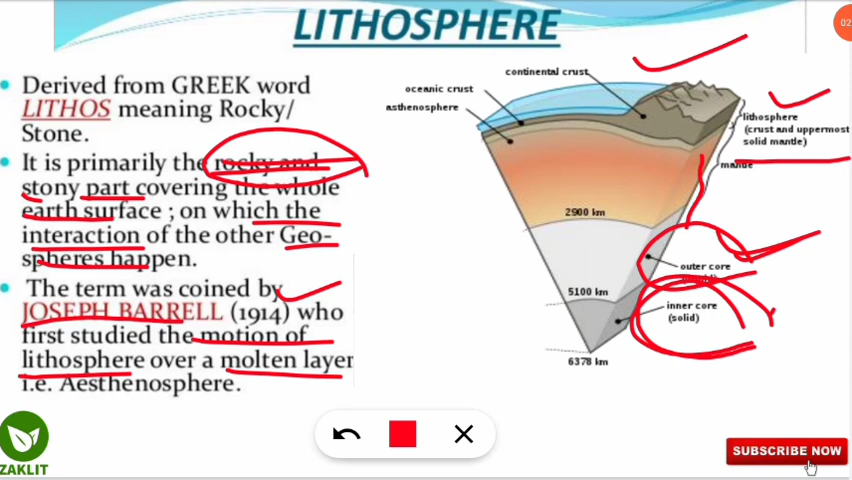 02
LITHOSPHERE
Derived from GREEK word
LITHOS meaning Rocky/
Stone.
It is primarily the rocky and
stony part covering the whole
earth surface ; on which the
interaction of the other Geo-
spheres happen.
The term was coined by
JOSEPH BARRELL (1914) who
first studied the motion of
lithosphere over a molten layer
i.e. Aesthenosphere.
continental crust
oceanic crust
asthenosphere
lithosphere
(crust and uppermost
solid mantle)
mantle
2900 km
outer core
5100 km
inner core
(solid)
6378 km
ZAKLIT
SUBSCRIBE NOW